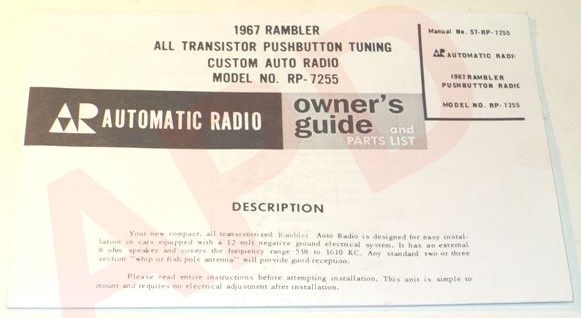 1967 RAMBLER
ALL TRANSISTOR PUSHBUTTON TUNING
CUSTOM AUTO RADIO
MODEL NO. RP-7255
Manual No. 57-RP-7255
AR AUTOMATIC RADIO
1967 RAMBLER
PUSHBUTTON RADIO
MODEL NO. RP-7255
AR AUTOMATIC RADIO
owner's
guide and
PARTS LIST
DESCRIPTION
Your new compact, all transistorized Rambler Auto Radio is designed for easy instal-
lation in cars equipped with a 12 volt negative ground electrical system. It has an external
8 ohm speaker and covers the frequency range 538 to 1610 KC. Any standard two or three
section "whip or fish pole antenna" will provide good reception.
Please read entire instructions before attempting installation. This unit is simple to
mount and requires no electrical adjustment after installation.
APD